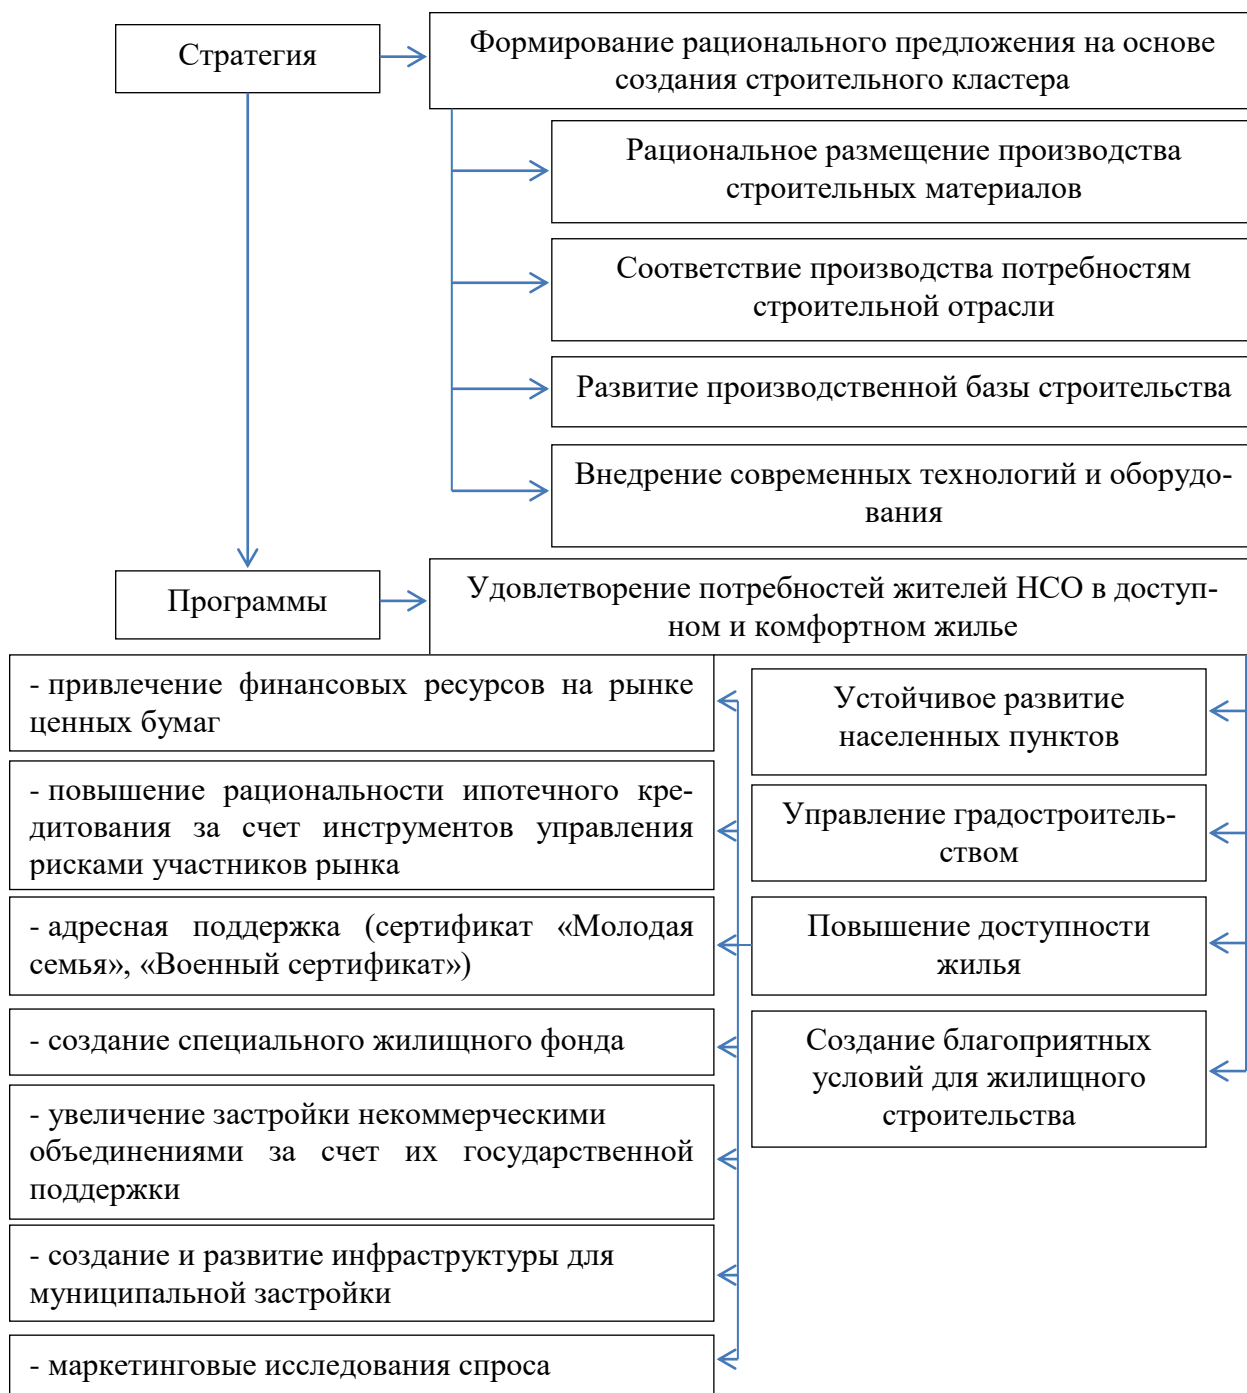 Стратегия
Формирование рационального предложения на основе
создания строительного кластера
Рациональное размещение производства
строительных материалов
Соответствие производства потребностям
строительной отрасли
Развитие производственной базы строительства
Внедрение современных технологий и оборудо-
вания
Программы
Удовлетворение потребностей жителей НСО в доступ-
ном и комфортном жилье
- привлечение финансовых ресурсов на рынке
ценных бумаг
- повышение рациональности ипотечного кре-
дитования за счет инструментов управления
рисками участников рынка
- адресная поддержка (сертификат «Молодая
семья», «Военный сертификат»)
- создание специального жилищного фонда
- увеличение застройки некоммерческими
объединениями за счет их государственной
поддержки
- создание и развитие инфраструктуры для
муниципальной застройки
- маркетинговые исследования спроса
Устойчивое развитие
населенных пунктов
Управление градостроитель-
ством
Повышение доступности
жилья
Создание благоприятных
условий для жилищного
строительства